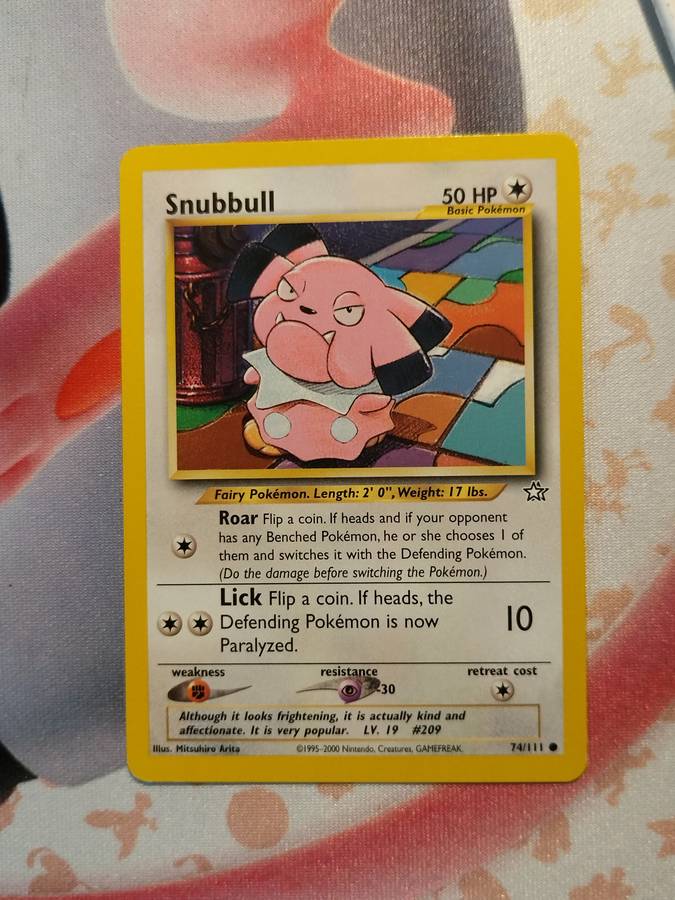 Snubbull
50 HP
Basic Pokémon
Fairy Pokémon. Length: 2' 0", Weight: 17 lbs.
Roar Flip a coin. If heads and if your opponent
has any Benched Pokémon, he or she chooses 1 of
them and switches it with the Defending Pokémon.
(Do the damage before switching the Pokémon.)
Lick Flip a coin. If heads, the
Defending Pokémon is now
Paralyzed.
10
weakness resistance retreat cost
-30
Although it looks frightening, it is actually kind and
affectionate. It is very popular. LV. 19 #209
Illus. Mitsuhiro Arita ©1995-2000 Nintendo, Creatures, GAMEFREAK. 74/111